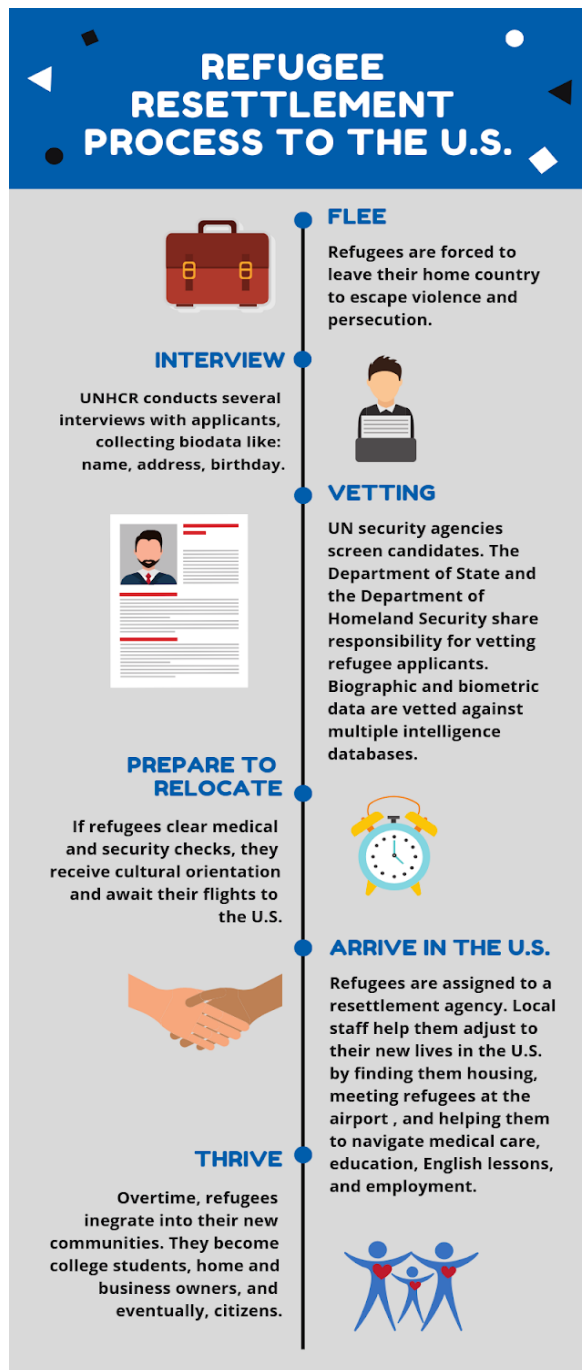 REFUGEE
RESETTLEMENT
PROCESS TO THE U.S.
FLEE
Refugees are forced to
leave their home country
to escape violence and
persecution.
INTERVIEW
UNHCR conducts several
interviews with applicants,
collecting biodata like:
name, address, birthday.
VETTING
UN security agencies
screen candidates. The
Department of State and
the Department of
Homeland Security share
responsibility for vetting
refugee applicants.
Biographic and biometric
data are vetted against
multiple intelligence
databases.
PREPARE TO
RELOCATE
If refugees clear medical
and security checks, they
receive cultural orientation
and await their flights to
the U.S.
ARRIVE IN THE U.S.
Refugees are assigned to a
resettlement agency. Local
staff help them adjust to
their new lives in the U.S.
by finding them housing,
meeting refugees at the
airport , and helping them
to navigate medical care,
education, English lessons,
and employment.
THRIVE
Overtime, refugees
inegrate into their new
communities. They become
college students, home and
business owners, and
eventually, citizens.